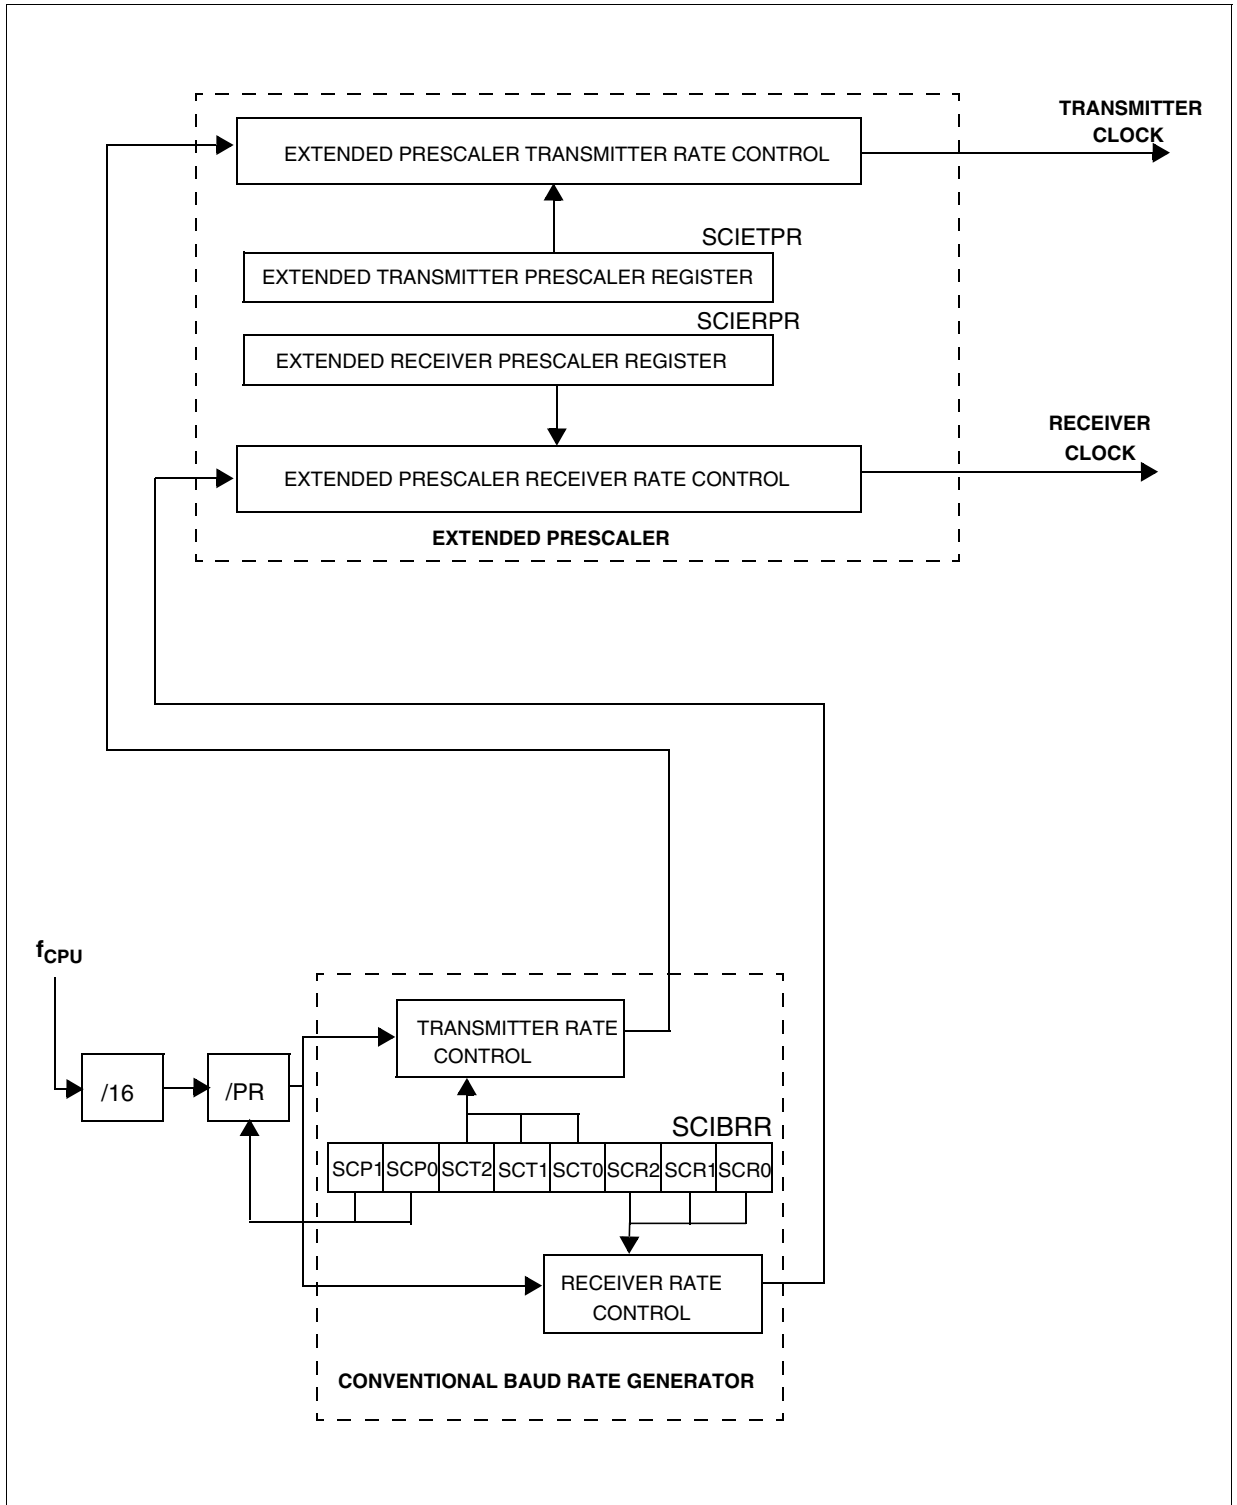 TRANSMITTER
CLOCK
EXTENDED PRESCALER TRANSMITTER RATE CONTROL
SCIETPR
EXTENDED TRANSMITTER PRESCALER REGISTER
SCIERPR
EXTENDED RECEIVER PRESCALER REGISTER
RECEIVER
CLOCK
EXTENDED PRESCALER RECEIVER RATE CONTROL
EXTENDED PRESCALER
fCPU
TRANSMITTER RATE
CONTROL
/16
/PR
SCIBRR
SCP1 SCP0 SCT2 SCT1 SCT0 SCR2 SCR1 SCR0
RECEIVER RATE
CONTROL
CONVENTIONAL BAUD RATE GENERATOR